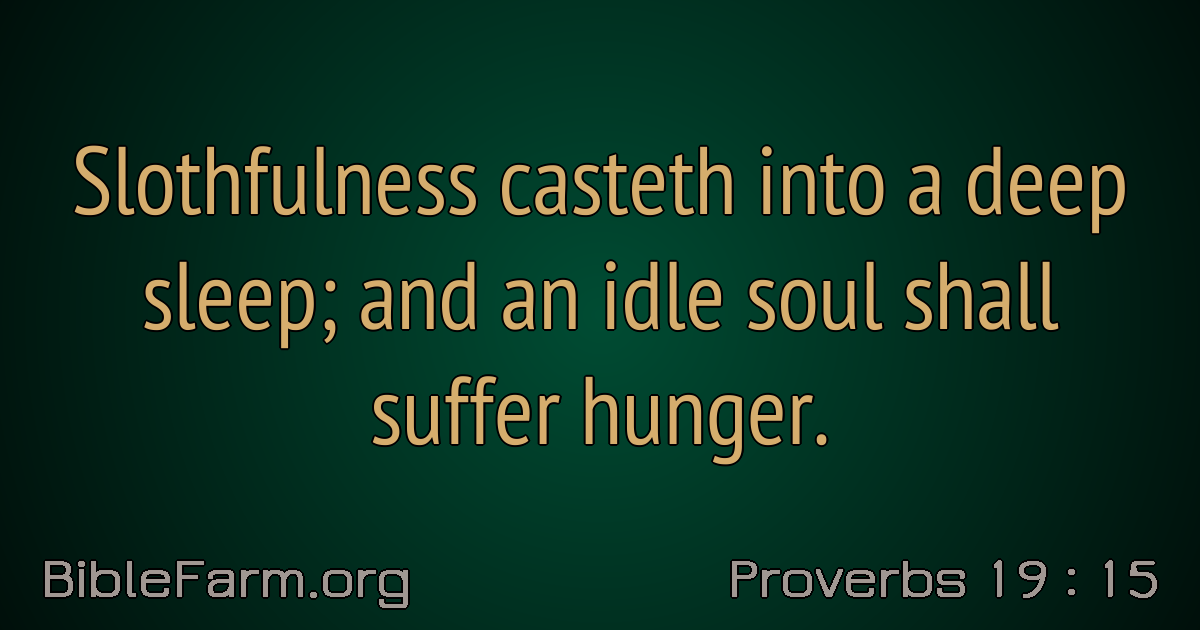 Slothfulness casteth into a deep
sleep; and an idle soul shall
suffer hunger.
BibleFarm.org
Proverbs 19 : 15